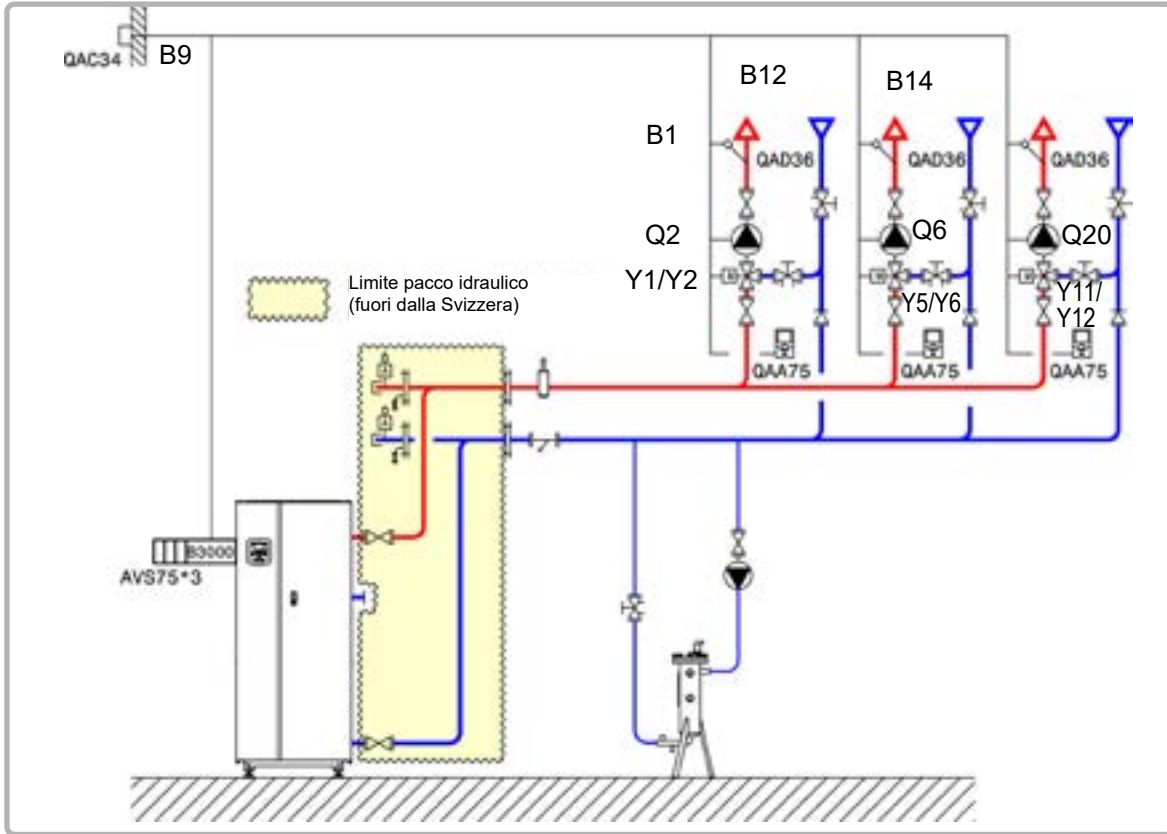 QAC34
B9
B12
B14
B1
QAD36
QAD36
QAD36
Q2
Q6
Q20
Y1/Y2
Y5/Y6
Y11/
Y12
Limite pacco idraulico
(fuori dalla Svizzera)
QAA75
QAA75
QAA75
B3000
AVS75*3